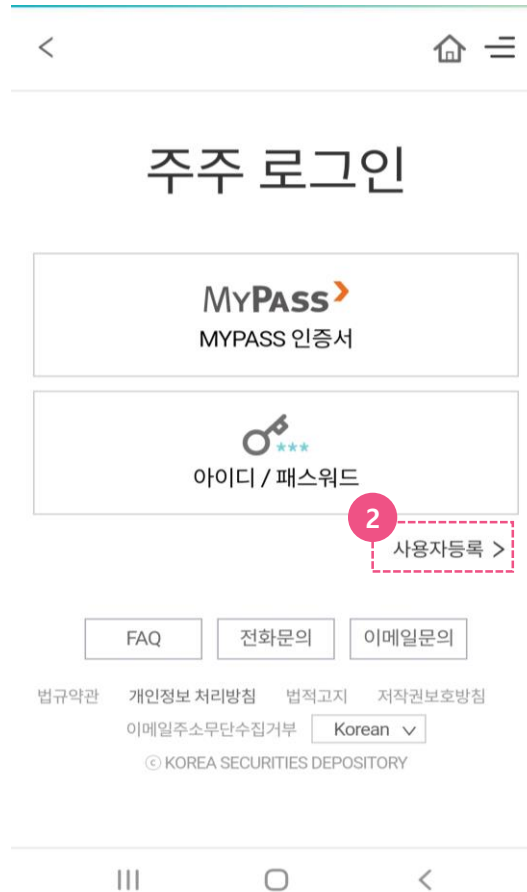 주주 로그인
MYPASS
MYPASS 인증서
***
아이디 / 패스워드
2
사용자등록 >
FAQ 전화문의 이메일문의
법규약관 개인정보 처리방침 법적고지 저작권보호방침
이메일주소무단수집거부 Korean
ⓒ KOREA SECURITIES DEPOSITORY